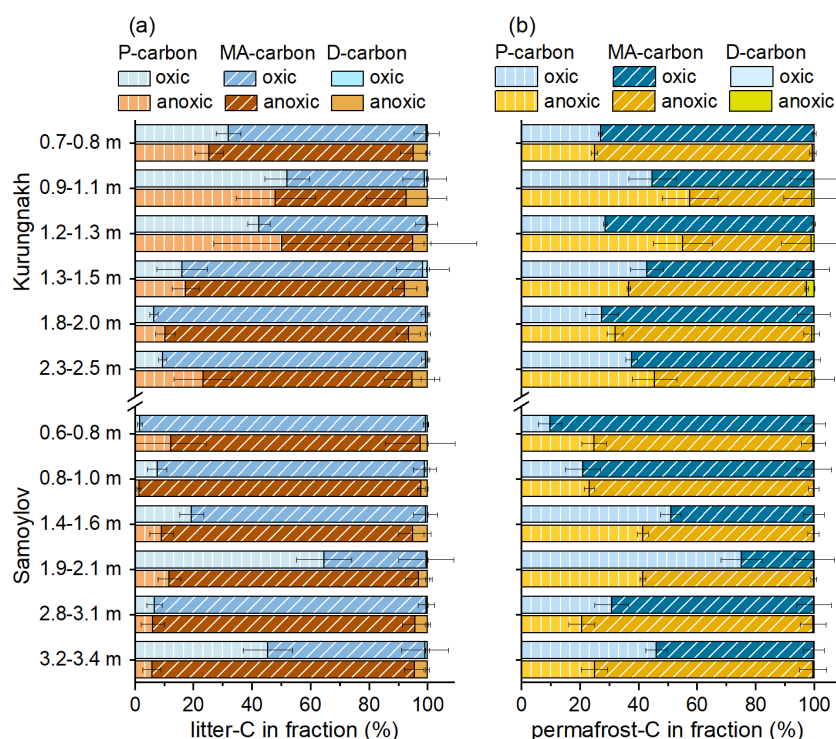 (a)
P-carbon MA-carbon D-carbon
oxic oxic oxic
anoxic anoxic anoxic
(b)
P-carbon MA-carbon D-carbon
oxic oxic oxic
anoxic anoxic anoxic
Kurungnakh
0.7-0.8 m
0.9-1.1 m
1.2-1.3 m
1.3-1.5 m
1.8-2.0 m
2.3-2.5 m
Samoylov
0.6-0.8 m
0.8-1.0 m
1.4-1.6 m
1.9-2.1 m
2.8-3.1 m
3.2-3.4 m
0 20 40 60 80 100
litter-C in fraction (%)
0 20 40 60 80 100
permafrost-C in fraction (%)